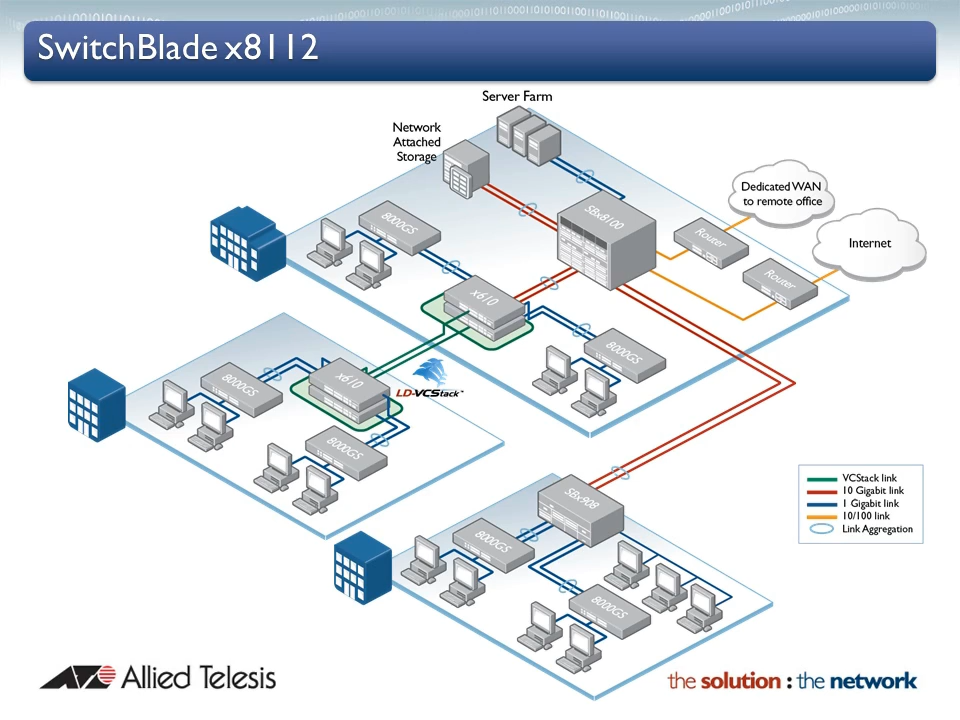 SwitchBlade x8112
Server Farm
Network
Attached
Storage
Dedicated WAN
to remote office
Internet
SBx8100
Router
Router
8000GS
x610
8000GS
8000GS
x610
LD-VCStack™
8000GS
SBx908
8000GS
8000GS
VCStack link
10 Gigabit link
1 Gigabit link
10/100 link
Link Aggregation
Allied Telesis
the solution : the network